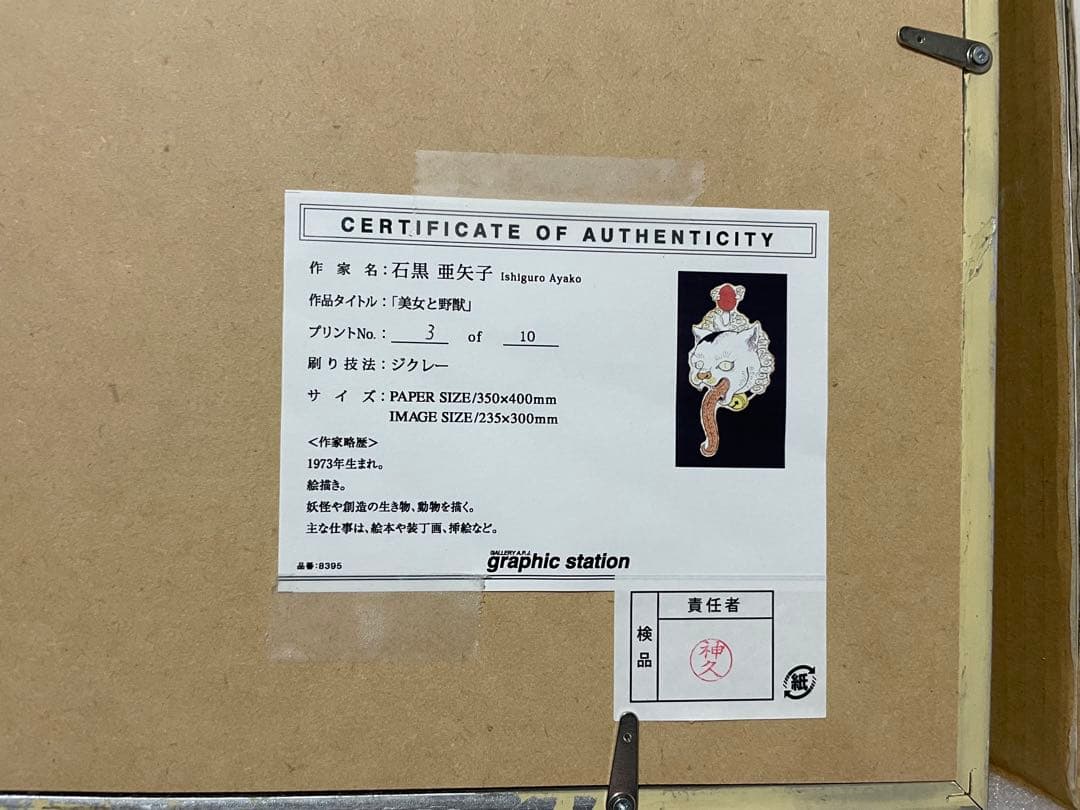 CERTIFICATE OF AUTHENTICITY
作家名：石黒 亜矢子 Ishiguro Ayako
作品タイトル：「美女と野獣」
プリントNo.： 3 of 10
刷り技法：ジクレー
サイズ：PAPER SIZE/350×400mm
IMAGE SIZE/235×300mm
＜作家略歴＞
1973年生まれ。
絵描き。
妖怪や創造の生き物、動物を描く。
主な仕事は、絵本や装丁画、挿絵など。
GALLERY A.P.J.
graphic station
品番：8395
検品
責任者
神久
紙